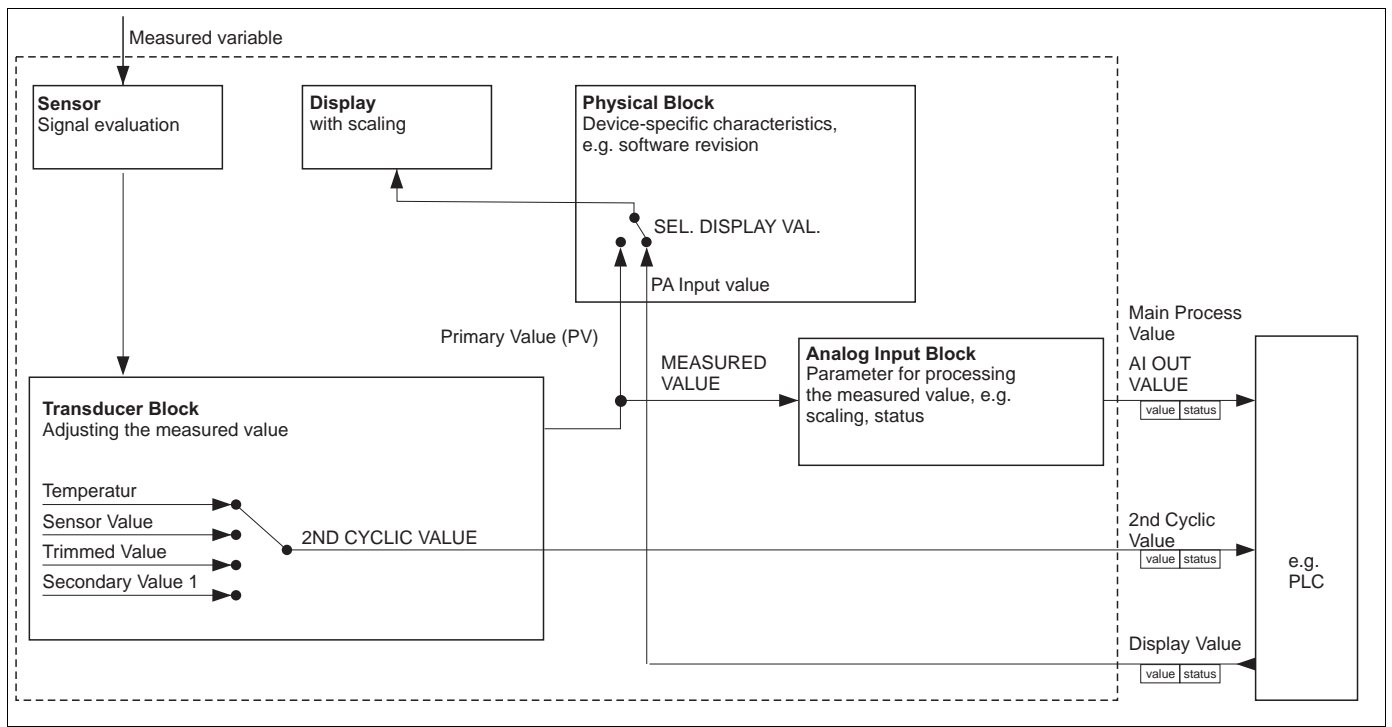 Measured variable
Sensor
Signal evaluation
Display
with scaling
Physical Block
Device-specific characteristics,
e.g. software revision
SEL. DISPLAY VAL.
PA Input value
Primary Value (PV)
MEASURED
VALUE
Analog Input Block
Parameter for processing
the measured value, e.g.
scaling, status
Main Process
Value
AI OUT
VALUE
value status
Transducer Block
Adjusting the measured value
Temperatur
Sensor Value
Trimmed Value
Secondary Value 1
2ND CYCLIC VALUE
2nd Cyclic
Value
value status
e.g.
PLC
Display Value
value status